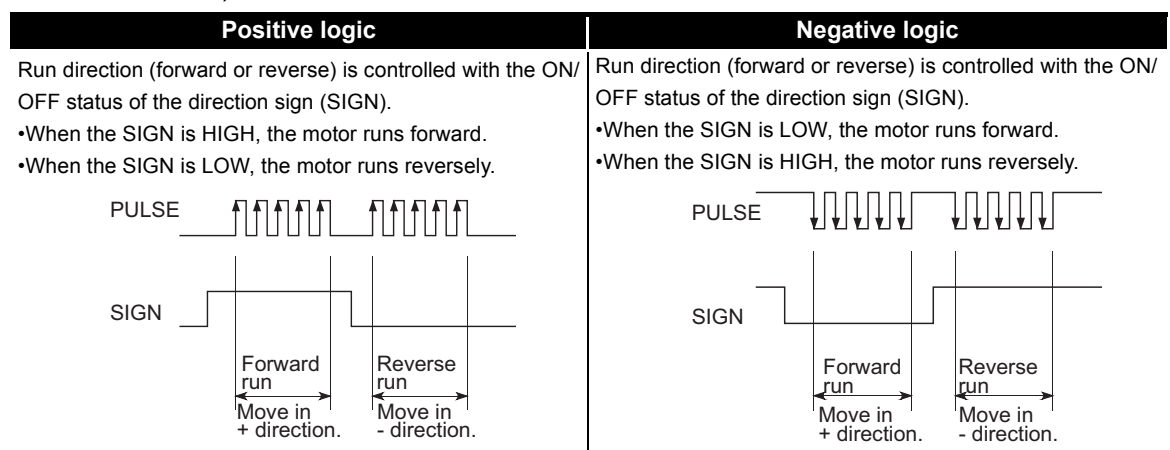 Positive logic
Run direction (forward or reverse) is controlled with the ON/
OFF status of the direction sign (SIGN).
•When the SIGN is HIGH, the motor runs forward.
•When the SIGN is LOW, the motor runs reversely.
PULSE
SIGN
Forward
run
Move in
+ direction.
Reverse
run
Move in
- direction.
Negative logic
Run direction (forward or reverse) is controlled with the ON/
OFF status of the direction sign (SIGN).
•When the SIGN is LOW, the motor runs forward.
•When the SIGN is HIGH, the motor runs reversely.
PULSE
SIGN
Forward
run
Move in
+ direction.
Reverse
run
Move in
- direction.